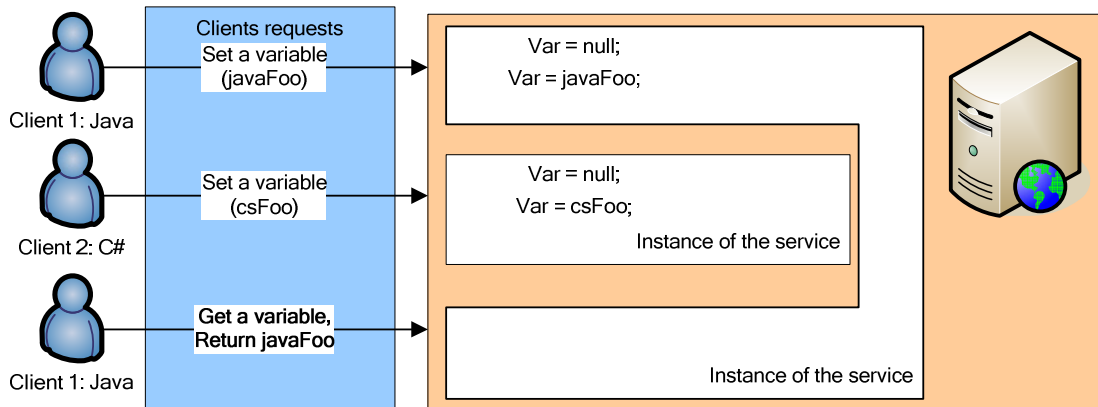 Clients requests
Set a variable
(javaFoo)
Client 1: Java
Var = null;
Var = javaFoo;
Set a variable
(csFoo)
Client 2: C#
Var = null;
Var = csFoo;
Instance of the service
Get a variable,
Return javaFoo
Client 1: Java
Instance of the service